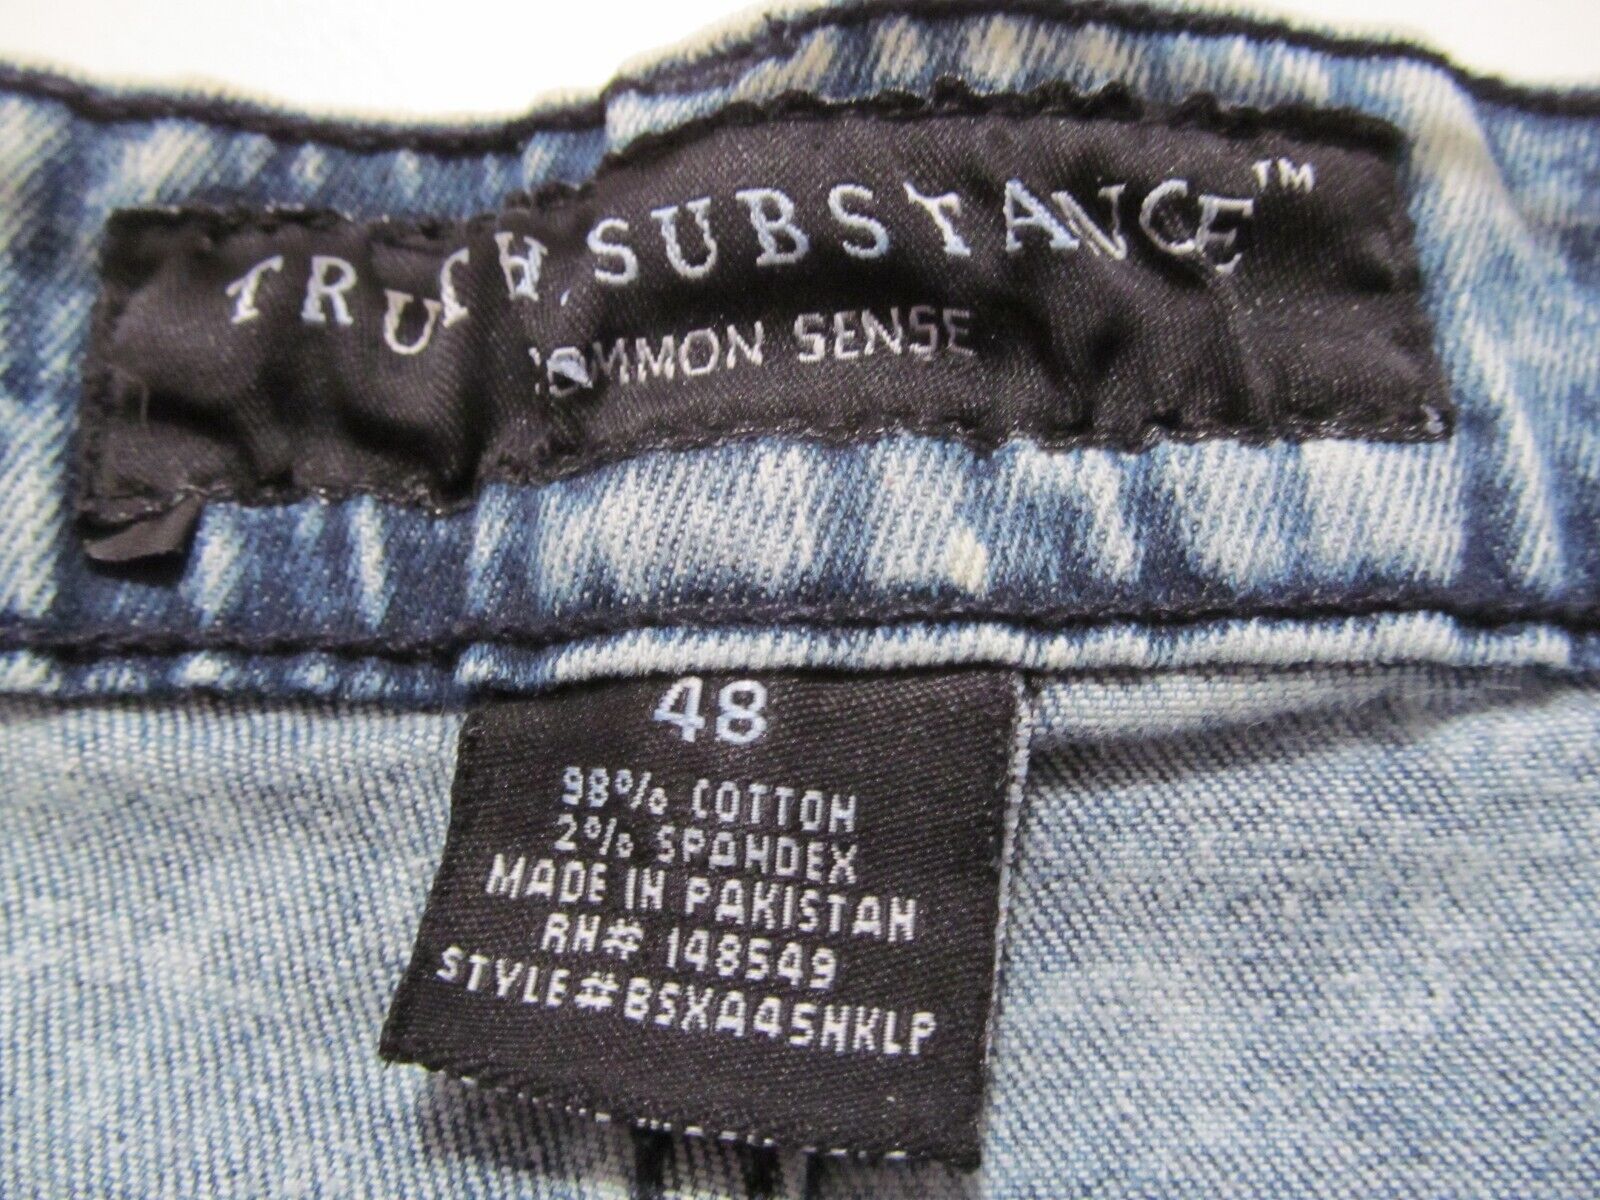 TRUTH.SUBSTANCE™
COMMON SENSE
48
98% COTTON
2% SPANDEX
MADE IN PAKISTAN
RN# 148549
STYLE#BSXA45HKLP